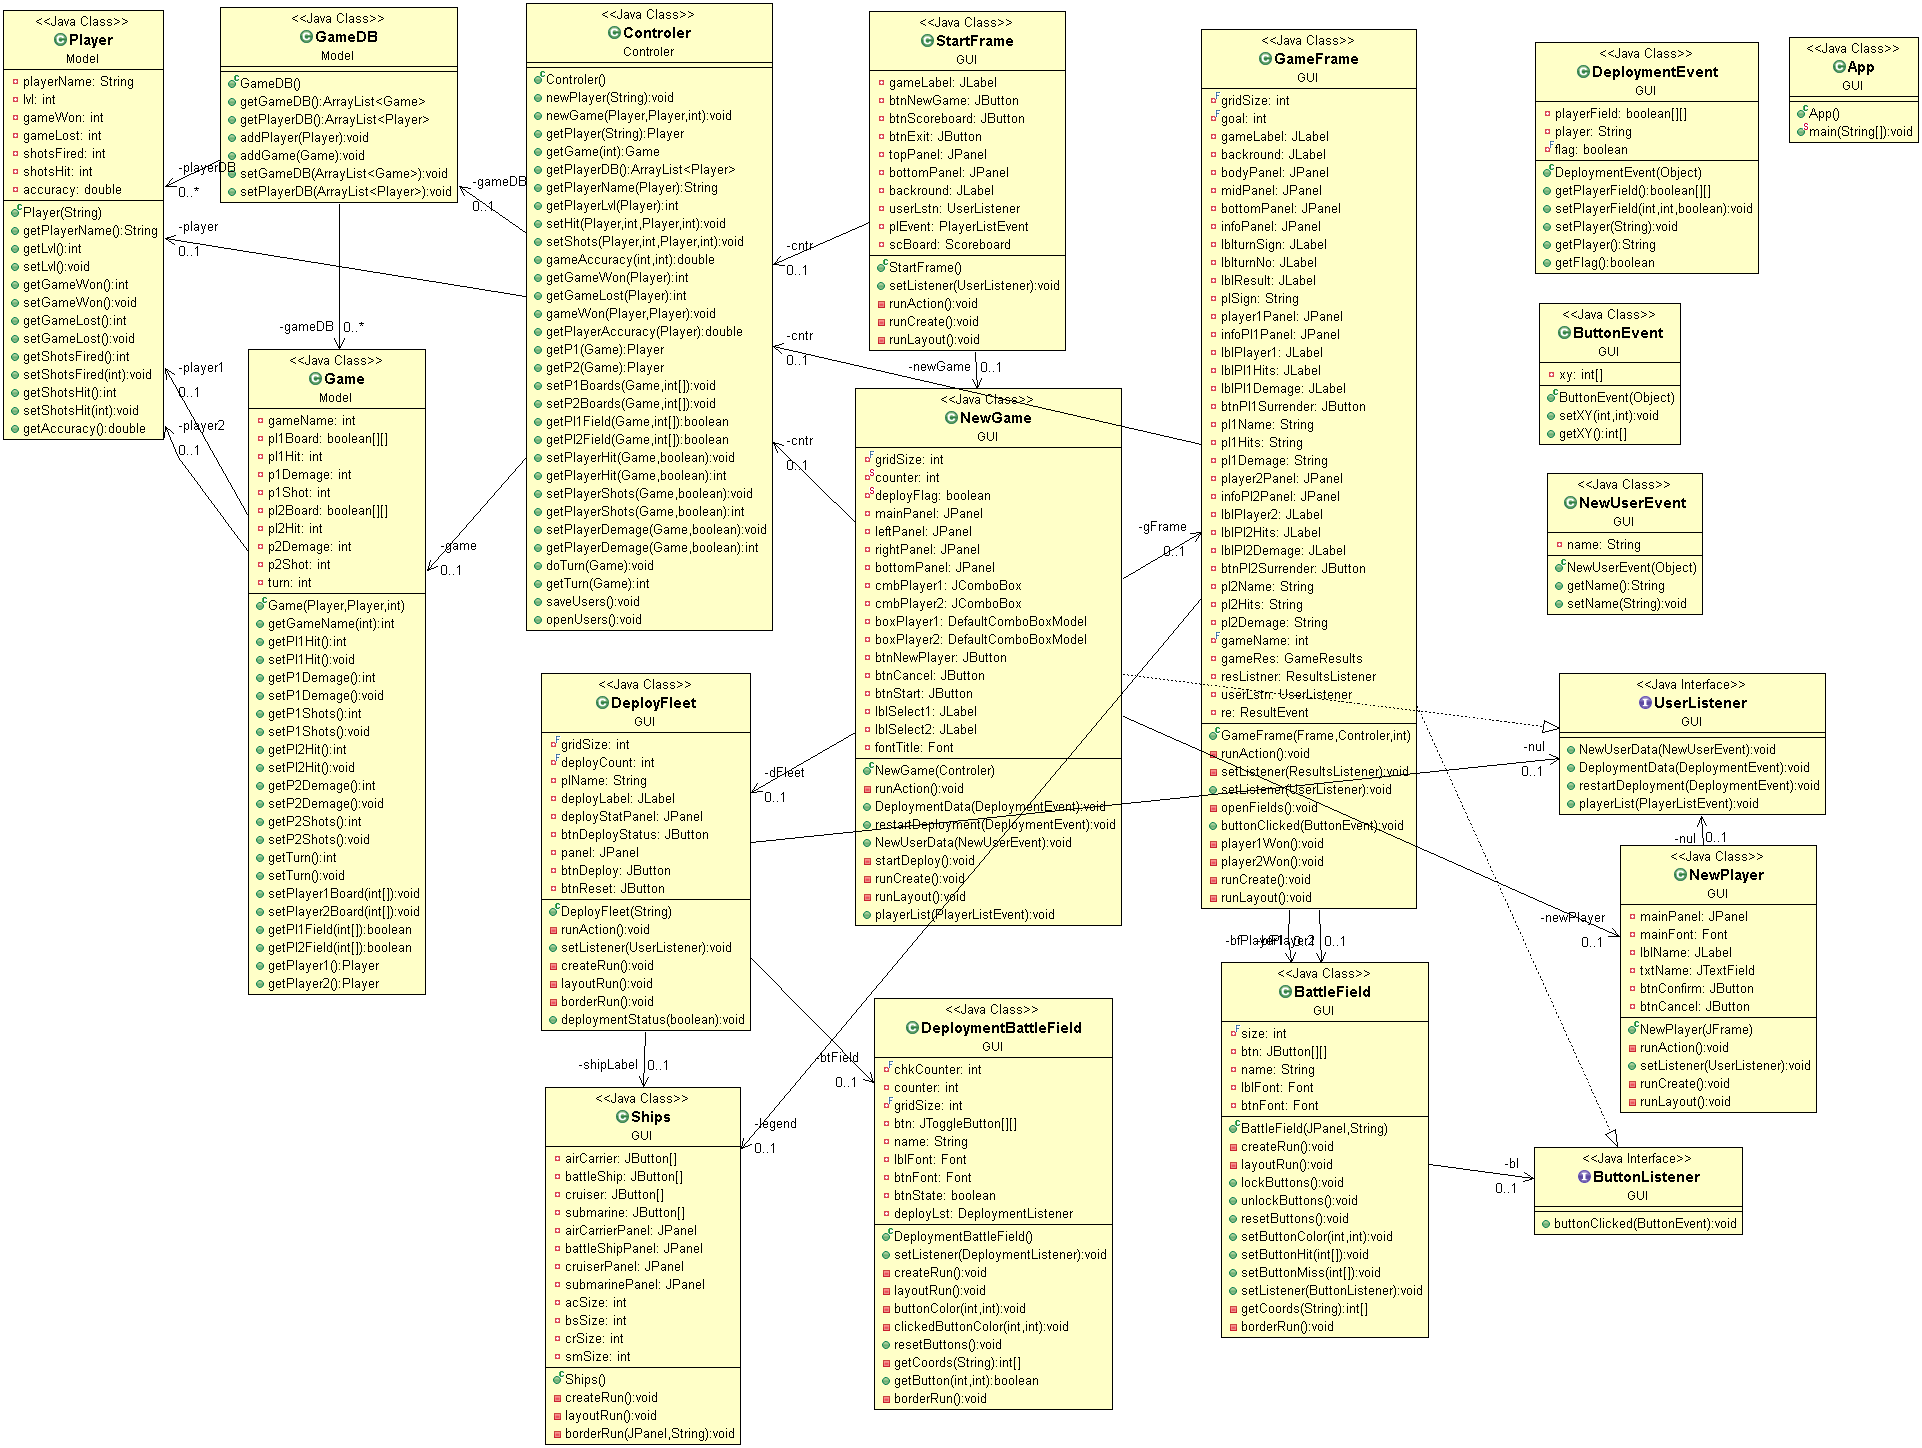 <<Java Class>>
Player
Model
playerName: String
lvl: int
gameWon: int
gameLost: int
shotsFired: int
shotsHit: int
accuracy: double
Player(String)
getPlayerName():String
getLvl():int
setLvl():void
getGameWon():int
setGameWon():void
getGameLost():int
setGameLost():void
getShotsFired():int
setShotsFired(int):void
getShotsHit():int
setShotsHit(int):void
getAccuracy():double
<<Java Class>>
GameDB
Model
GameDB()
getGameDB():ArrayList<Game>
getPlayerDB():ArrayList<Player>
addPlayer(Player):void
addGame(Game):void
setGameDB(ArrayList<Game>):void
setPlayerDB(ArrayList<Player>):void
-playerDB
0..*
-player
0..1
-gameDB
0..*
-player1
0..1
-player2
0..1
<<Java Class>>
Game
Model
gameName: int
pl1Board: boolean[][]
pl1Hit: int
p1Demage: int
p1Shot: int
pl2Board: boolean[][]
pl2Hit: int
p2Demage: int
p2Shot: int
turn: int
Game(Player,Player,int)
getGameName(int):int
getPl1Hit():int
setPl1Hit():void
getP1Demage():int
setP1Demage():void
getP1Shots():int
setP1Shots():void
getPl2Hit():int
setPl2Hit():void
getP2Demage():int
setP2Demage():void
getP2Shots():int
setP2Shots():void
getTurn():int
setTurn():void
setPlayer1Board(int[]):void
setPlayer2Board(int[]):void
getPl1Field(int[]):boolean
getPl2Field(int[]):boolean
getPlayer1():Player
getPlayer2():Player
<<Java Class>>
Controler
Controler
Controler()
newPlayer(String):void
newGame(Player,Player,int):void
getPlayer(String):Player
getGame(int):Game
getPlayerDB():ArrayList<Player>
getPlayerName(Player):String
getPlayerLvl(Player):int
setHit(Player,int,Player,int):void
setShots(Player,int,Player,int):void
gameAccuracy(int,int):double
getGameWon(Player):int
getGameLost(Player):int
gameWon(Player,Player):void
getPlayerAccuracy(Player):double
getP1(Game):Player
getP2(Game):Player
setP1Boards(Game,int[]):void
setP2Boards(Game,int[]):void
getPl1Field(Game,int[]):boolean
getPl2Field(Game,int[]):boolean
setPlayerHit(Game,boolean):void
getPlayerHit(Game,boolean):int
setPlayerShots(Game,boolean):void
getPlayerShots(Game,boolean):int
setPlayerDemage(Game,boolean):void
getPlayerDemage(Game,boolean):int
doTurn(Game):void
getTurn(Game):int
saveUsers():void
openUsers():void
-gameDB
0..1
-game
0..1
<<Java Class>>
StartFrame
GUI
gameLabel: JLabel
btnNewGame: JButton
btnScoreboard: JButton
btnExit: JButton
topPanel: JPanel
bottomPanel: JPanel
backround: JLabel
userLstn: UserListener
plEvent: PlayerListEvent
scBoard: Scoreboard
StartFrame()
setListener(UserListener):void
runAction():void
runCreate():void
runLayout():void
-cntr
0..1
-cntr
0..1
-cntr
0..1
-newGame
0..1
<<Java Class>>
NewGame
GUI
gridSize: int
counter: int
deployFlag: boolean
mainPanel: JPanel
leftPanel: JPanel
rightPanel: JPanel
bottomPanel: JPanel
cmbPlayer1: JComboBox
cmbPlayer2: JComboBox
boxPlayer1: DefaultComboBoxModel
boxPlayer2: DefaultComboBoxModel
btnNewPlayer: JButton
btnCancel: JButton
btnStart: JButton
lblSelect1: JLabel
lblSelect2: JLabel
fontTitle: Font
NewGame(Controler)
runAction():void
DeploymentData(DeploymentEvent):void
restartDeployment(DeploymentEvent):void
NewUserData(NewUserEvent):void
startDeploy():void
runCreate():void
runLayout():void
playerList(PlayerListEvent):void
-gFrame
0..1
-dFleet
0..1
<<Java Class>>
DeployFleet
GUI
gridSize: int
deployCount: int
plName: String
deployLabel: JLabel
deployStatPanel: JPanel
btnDeployStatus: JButton
panel: JPanel
btnDeploy: JButton
btnReset: JButton
DeployFleet(String)
runAction():void
setListener(UserListener):void
createRun():void
layoutRun():void
borderRun():void
deploymentStatus(boolean):void
-shipLabel
0..1
-btField
0..1
-legend
0..1
<<Java Class>>
Ships
GUI
airCarrier: JButton[]
battleShip: JButton[]
cruiser: JButton[]
submarine: JButton[]
airCarrierPanel: JPanel
battleShipPanel: JPanel
cruiserPanel: JPanel
submarinePanel: JPanel
acSize: int
bsSize: int
crSize: int
smSize: int
Ships()
createRun():void
layoutRun():void
borderRun(JPanel,String):void
<<Java Class>>
DeploymentBattleField
GUI
chkCounter: int
counter: int
gridSize: int
btn: JToggleButton[][]
name: String
lblFont: Font
btnFont: Font
btnState: boolean
deployLst: DeploymentListener
DeploymentBattleField()
setListener(DeploymentListener):void
createRun():void
layoutRun():void
buttonColor(int,int):void
clickedButtonColor(int,int):void
resetButtons():void
getCoords(String):int[]
getButton(int,int):boolean
borderRun():void
<<Java Class>>
GameFrame
GUI
gridSize: int
goal: int
gameLabel: JLabel
backround: JLabel
bodyPanel: JPanel
midPanel: JPanel
bottomPanel: JPanel
infoPanel: JPanel
lblturnSign: JLabel
lblturnNo: JLabel
lblResult: JLabel
plSign: String
player1Panel: JPanel
infoPl1Panel: JPanel
lblPlayer1: JLabel
lblPl1Hits: JLabel
lblPl1Demage: JLabel
btnPl1Surrender: JButton
pl1Name: String
pl1Hits: String
pl1Demage: String
player2Panel: JPanel
infoPl2Panel: JPanel
lblPlayer2: JLabel
lblPl2Hits: JLabel
lblPl2Demage: JLabel
btnPl2Surrender: JButton
pl2Name: String
pl2Hits: String
pl2Demage: String
gameName: int
gameRes: GameResults
resListner: ResultsListener
userLstn: UserListener
re: ResultEvent
GameFrame(Frame,Controler,int)
runAction():void
setListener(ResultsListener):void
setListener(UserListener):void
openFields():void
buttonClicked(ButtonEvent):void
player1Won():void
player2Won():void
runCreate():void
runLayout():void
0..1
<<Java Class>>
BattleField
GUI
size: int
btn: JButton[][]
name: String
lblFont: Font
btnFont: Font
BattleField(JPanel,String)
createRun():void
layoutRun():void
lockButtons():void
unlockButtons():void
resetButtons():void
setButtonColor(int,int):void
setButtonHit(int[]):void
setButtonMiss(int[]):void
setListener(ButtonListener):void
getCoords(String):int[]
borderRun():void
-bl
0..1
<<Java Class>>
DeploymentEvent
GUI
playerField: boolean[][]
player: String
flag: boolean
DeploymentEvent(Object)
getPlayerField():boolean[][]
setPlayerField(int,int,boolean):void
setPlayer(String):void
getPlayer():String
getFlag():boolean
<<Java Class>>
App
GUI
App()
main(String[]):void
<<Java Class>>
ButtonEvent
GUI
xy: int[]
ButtonEvent(Object)
setXY(int,int):void
getXY():int[]
<<Java Class>>
NewUserEvent
GUI
name: String
NewUserEvent(Object)
getName():String
setName(String):void
<<Java Interface>>
UserListener
GUI
NewUserData(NewUserEvent):void
DeploymentData(DeploymentEvent):void
restartDeployment(DeploymentEvent):void
playerList(PlayerListEvent):void
-nul
0..1
-nul
0..1
<<Java Class>>
NewPlayer
GUI
mainPanel: JPanel
mainFont: Font
lblName: JLabel
txtName: JTextField
btnConfirm: JButton
btnCancel: JButton
NewPlayer(JFrame)
runAction():void
setListener(UserListener):void
runCreate():void
runLayout():void
-newPlayer
0..1
<<Java Interface>>
ButtonListener
GUI
buttonClicked(ButtonEvent):void